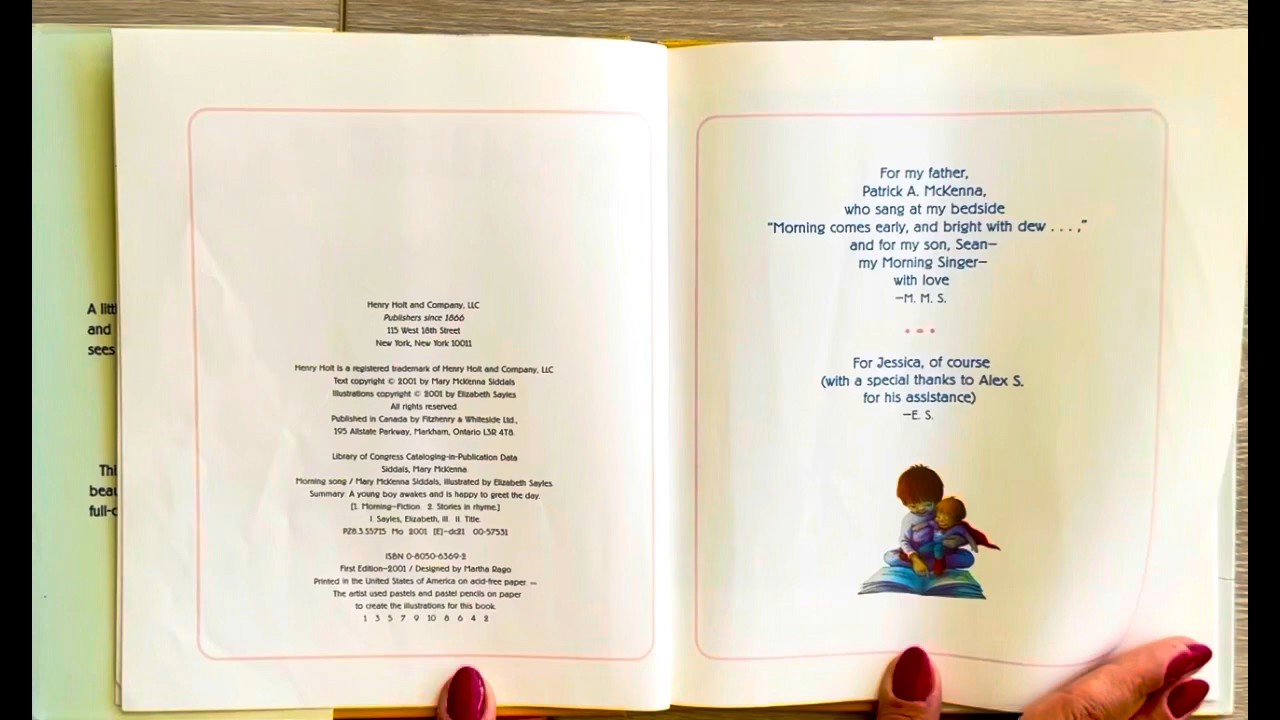 A litt
and
sees
Thi
beau
full-c
Henry Holt and Company, LLC
Publishers since 1866
115 West 18th Street
New York, New York 10011
Henry Holt is a registered trademark of Henry Holt and Company, LLC
Text copyright © 2001 by Mary McKenna Siddals
Illustrations copyright © 2001 by Elizabeth Sayles
All rights reserved.
Published in Canada by Fitzhenry & Whiteside Ltd.,
195 Allstate Parkway, Markham, Ontario L3R 4T8.
Library of Congress Cataloging-in-Publication Data
Siddals, Mary McKenna.
Morning song / Mary McKenna Siddals, illustrated by Elizabeth Sayles.
Summary: A young boy awakes and is happy to greet the day.
[1. Morning—Fiction. 2. Stories in rhyme.]
I. Sayles, Elizabeth, ill. II. Title.
PZ8.3.S5715 Mo 2001 [E]—dc21 00-57531
ISBN 0-8050-6369-2
First Edition—2001 / Designed by Martha Rago
Printed in the United States of America on acid-free paper. ∞
The artist used pastels and pastel pencils on paper
to create the illustrations for this book.
1 3 5 7 9 10 8 6 4 2
For my father,
Patrick A. McKenna,
who sang at my bedside
“Morning comes early, and bright with dew . . . ,”
and for my son, Sean—
my Morning Singer—
with love
—M. M. S.
For Jessica, of course
(with a special thanks to Alex S.
for his assistance)
—E. S.